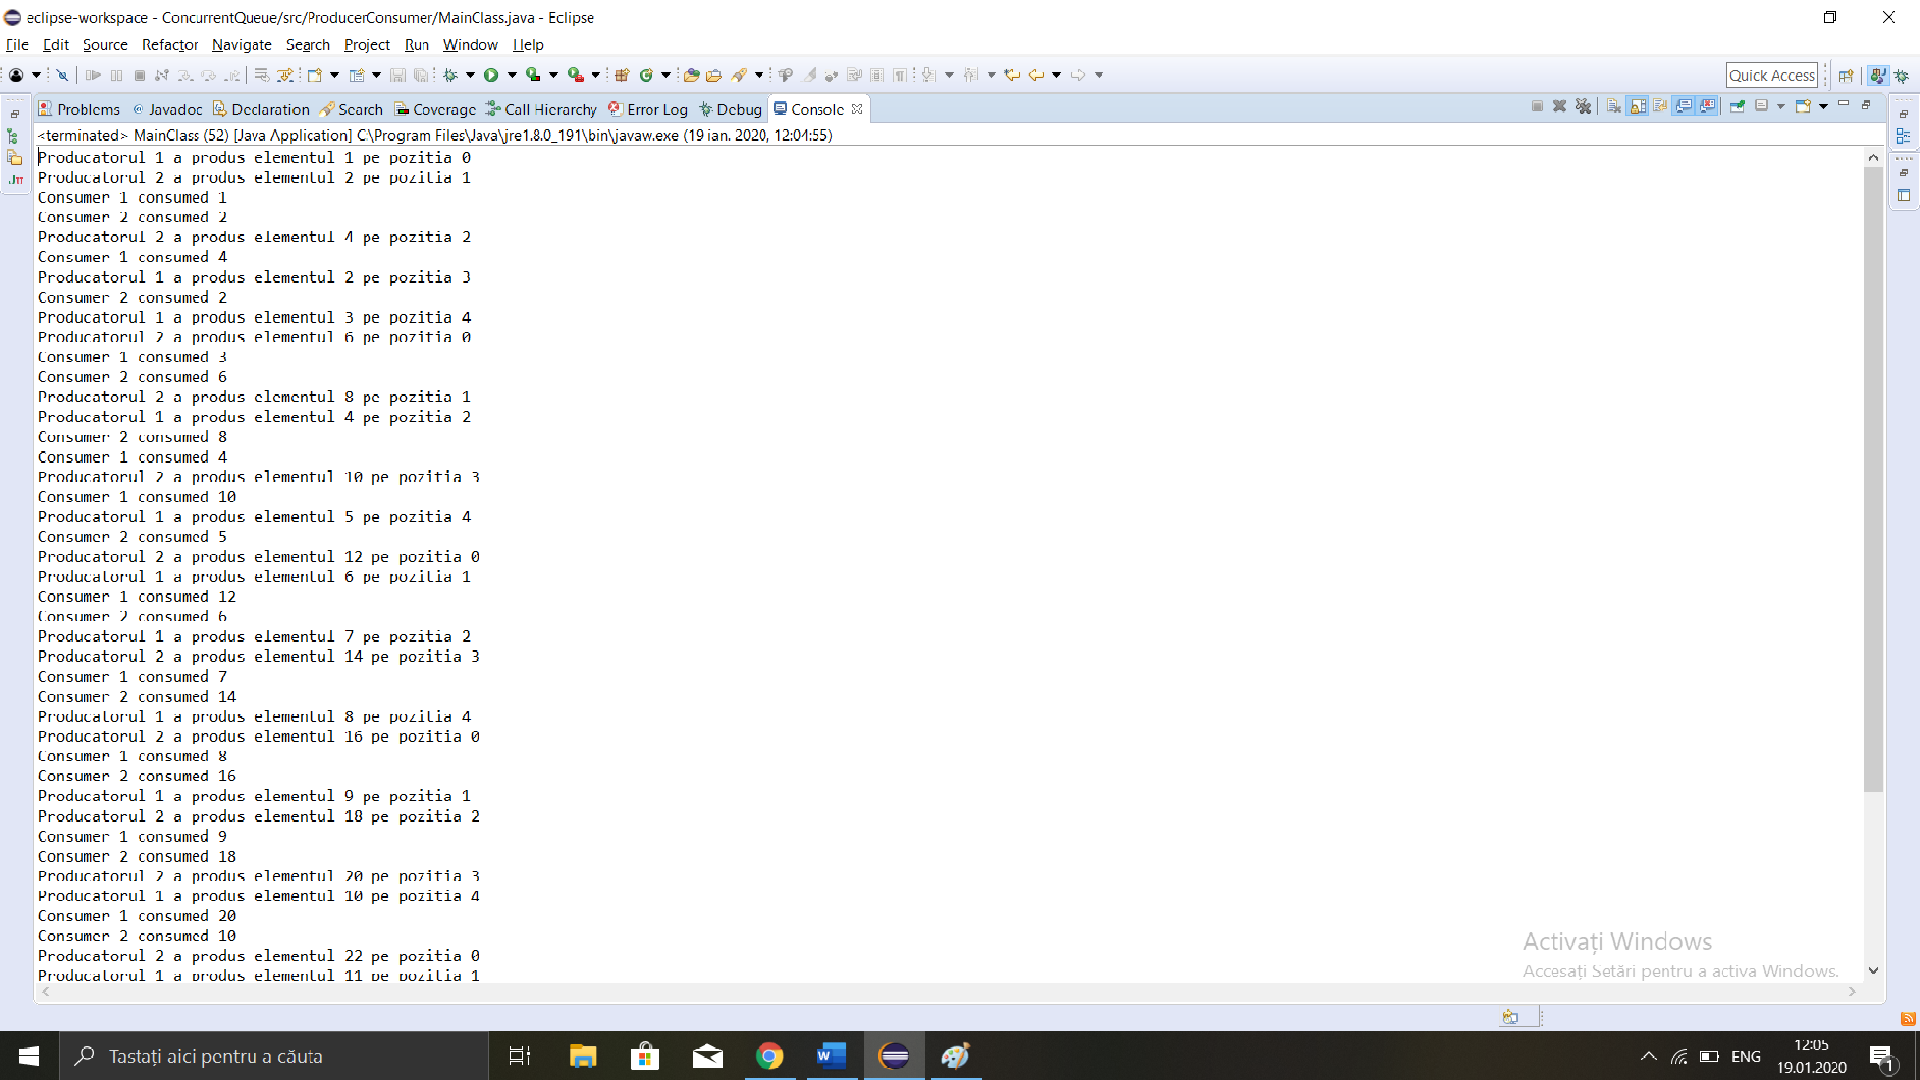 eclipse-workspace - ConcurrentQueue/src/ProducerConsumer/MainClass.java - Eclipse
File Edit Source Refactor Navigate Search Project Run Window Help
Quick Access
Problems Javadoc Declaration Search Coverage Call Hierarchy Error Log Debug Console
<terminated> MainClass (52) [Java Application] C:\Program Files\Java\jre1.8.0_191\bin\javaw.exe (19 ian. 2020, 12:04:55)
Producatorul 1 a produs elementul 1 pe pozitia 0
Producatorul 2 a produs elementul 2 pe pozitia 1
Consumer 1 consumed 1
Consumer 2 consumed 2
Producatorul 2 a produs elementul 4 pe pozitia 2
Consumer 1 consumed 4
Producatorul 1 a produs elementul 2 pe pozitia 3
Consumer 2 consumed 2
Producatorul 1 a produs elementul 3 pe pozitia 4
Producatorul 2 a produs elementul 6 pe pozitia 0
Consumer 1 consumed 3
Consumer 2 consumed 6
Producatorul 2 a produs elementul 8 pe pozitia 1
Producatorul 1 a produs elementul 4 pe pozitia 2
Consumer 2 consumed 8
Consumer 1 consumed 4
Producatorul 2 a produs elementul 10 pe pozitia 3
Consumer 1 consumed 10
Producatorul 1 a produs elementul 5 pe pozitia 4
Consumer 2 consumed 5
Producatorul 2 a produs elementul 12 pe pozitia 0
Producatorul 1 a produs elementul 6 pe pozitia 1
Consumer 1 consumed 12
Consumer 2 consumed 6
Producatorul 1 a produs elementul 7 pe pozitia 2
Producatorul 2 a produs elementul 14 pe pozitia 3
Consumer 1 consumed 7
Consumer 2 consumed 14
Producatorul 1 a produs elementul 8 pe pozitia 4
Producatorul 2 a produs elementul 16 pe pozitia 0
Consumer 1 consumed 8
Consumer 2 consumed 16
Producatorul 1 a produs elementul 9 pe pozitia 1
Producatorul 2 a produs elementul 18 pe pozitia 2
Consumer 1 consumed 9
Consumer 2 consumed 18
Producatorul 2 a produs elementul 20 pe pozitia 3
Producatorul 1 a produs elementul 10 pe pozitia 4
Consumer 1 consumed 20
Consumer 2 consumed 10
Producatorul 2 a produs elementul 22 pe pozitia 0
Producatorul 1 a produs elementul 11 pe pozitia 1
Activați Windows
Accesați Setări pentru a activa Windows.
Tastați aici pentru a căuta
ENG
12:05
19.01.2020
1